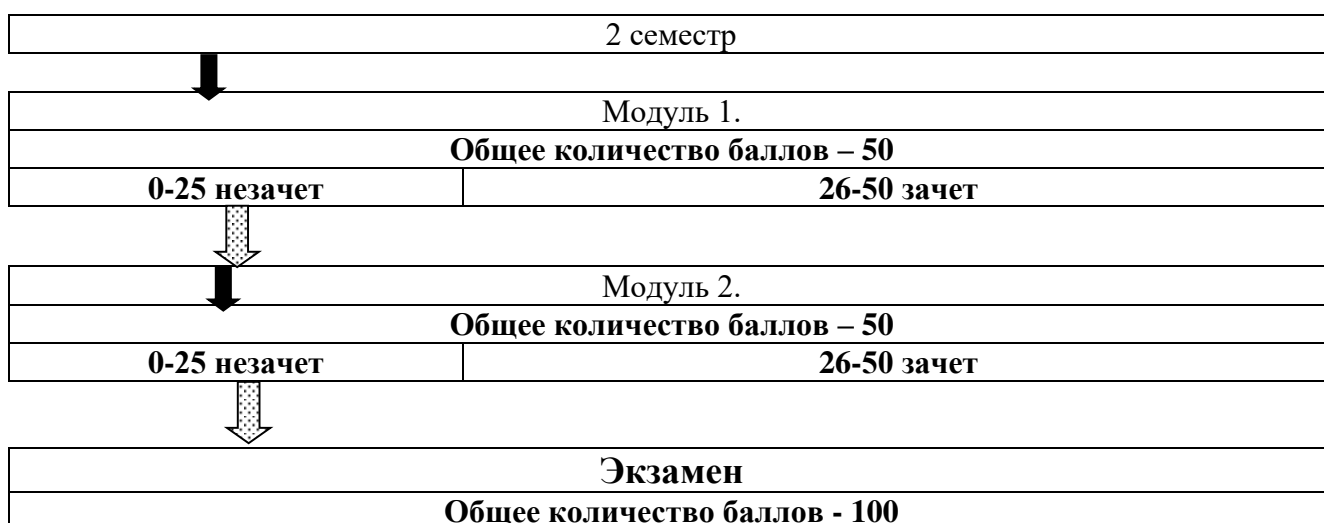 2 семестр
Модуль 1.
Общее количество баллов – 50
0-25 незачет 26-50 зачет
Модуль 2.
Общее количество баллов – 50
0-25 незачет 26-50 зачет
Экзамен
Общее количество баллов - 100